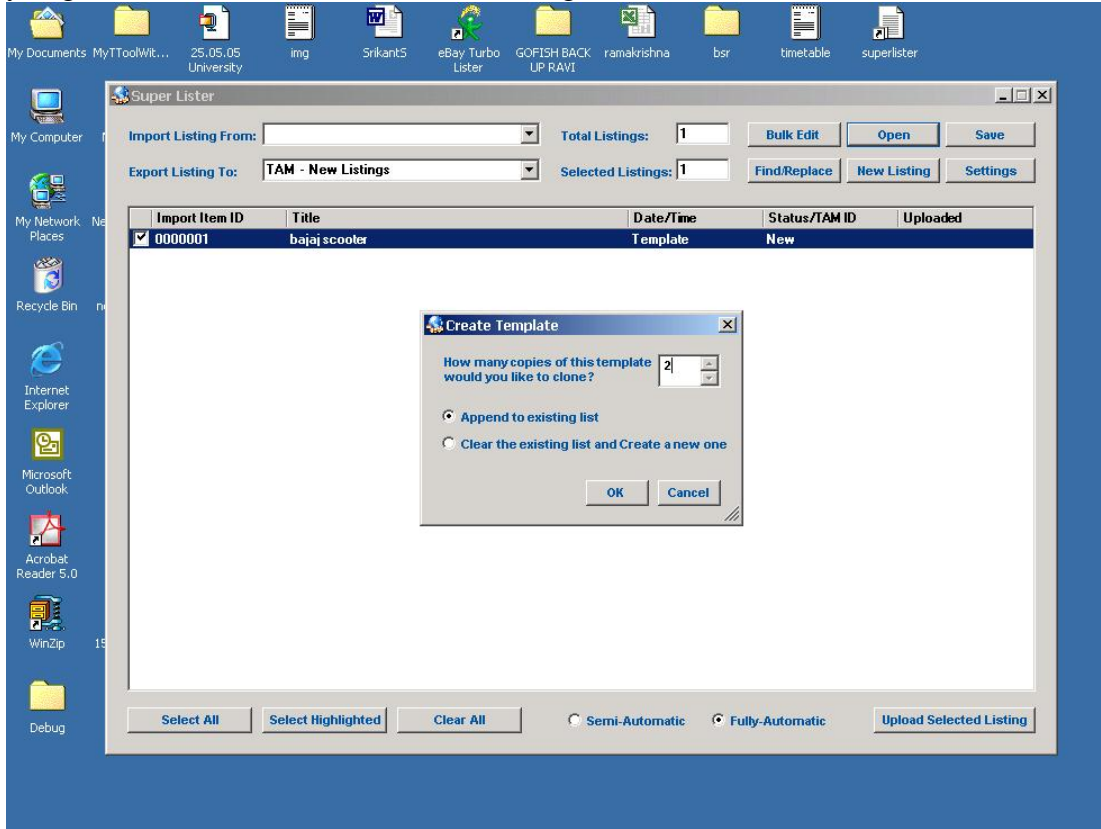 My Documents MyTToolWit... 25.05.05 University img Srikant5 eBay Turbo Lister GOFISH BACK UP RAVI ramakrishna bsr timetable superlister
Super Lister
My Computer
Import Listing From: Total Listings: 1 Bulk Edit Open Save
Export Listing To: TAM - New Listings Selected Listings: 1 Find/Replace New Listing Settings
My Network Places
Import Item ID Title Date/Time Status/TAM ID Uploaded
0000001 bajaj scooter Template New
Recycle Bin
Create Template
How many copies of this template
would you like to clone? 2
Internet Explorer
Append to existing list
Clear the existing list and Create a new one
Microsoft Outlook
OK Cancel
Acrobat Reader 5.0
WinZip
Debug
Select All Select Highlighted Clear All Semi-Automatic Fully-Automatic Upload Selected Listing